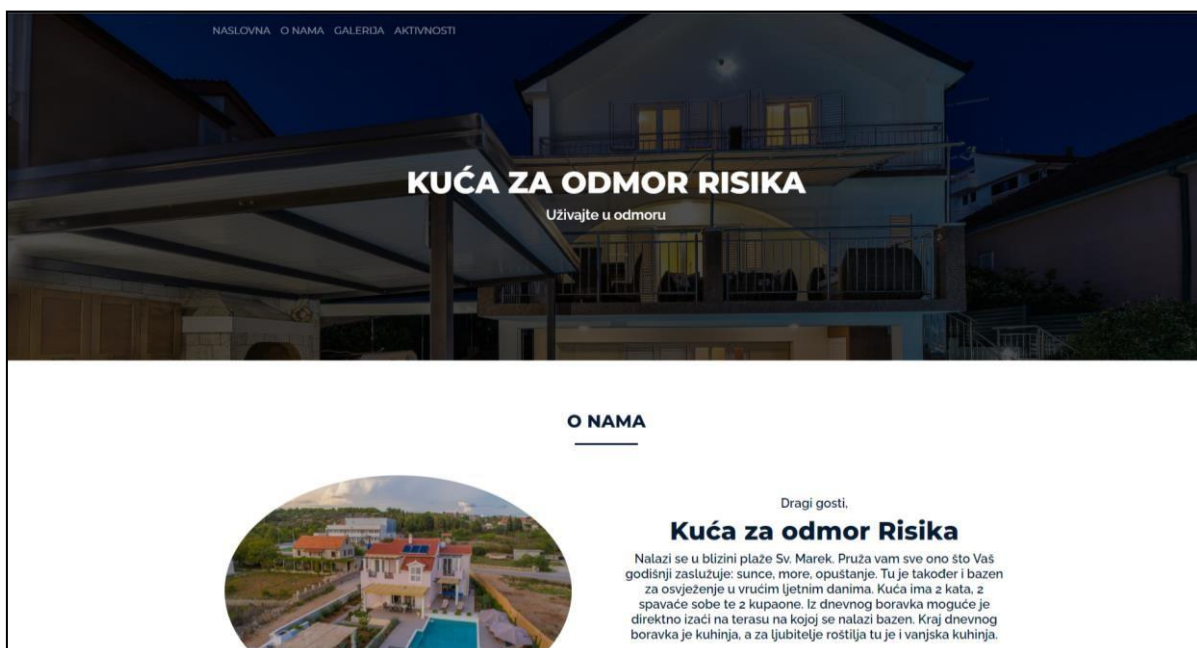 NASLOVNA O NAMA GALERIJA AKTIVNOSTI
KUĆA ZA ODMOR RISIKA
Uživajte u odmoru
O NAMA
Dragi gosti,
Kuća za odmor Risika
Nalazi se u blizini plaže Sv. Marek. Pruža vam sve ono što Vaš
godišnji zaslužuje: sunce, more, opuštanje. Tu je također i bazen
za osvježenje u vrućim ljetnim danima. Kuća ima 2 kata, 2
spavaće sobe te 2 kupaone. Iz dnevnog boravka moguće je
direktno izaći na terasu na kojoj se nalazi bazen. Kraj dnevnog
boravka je kuhinja, a za ljubitelje roštilja tu je i vanjska kuhinja.